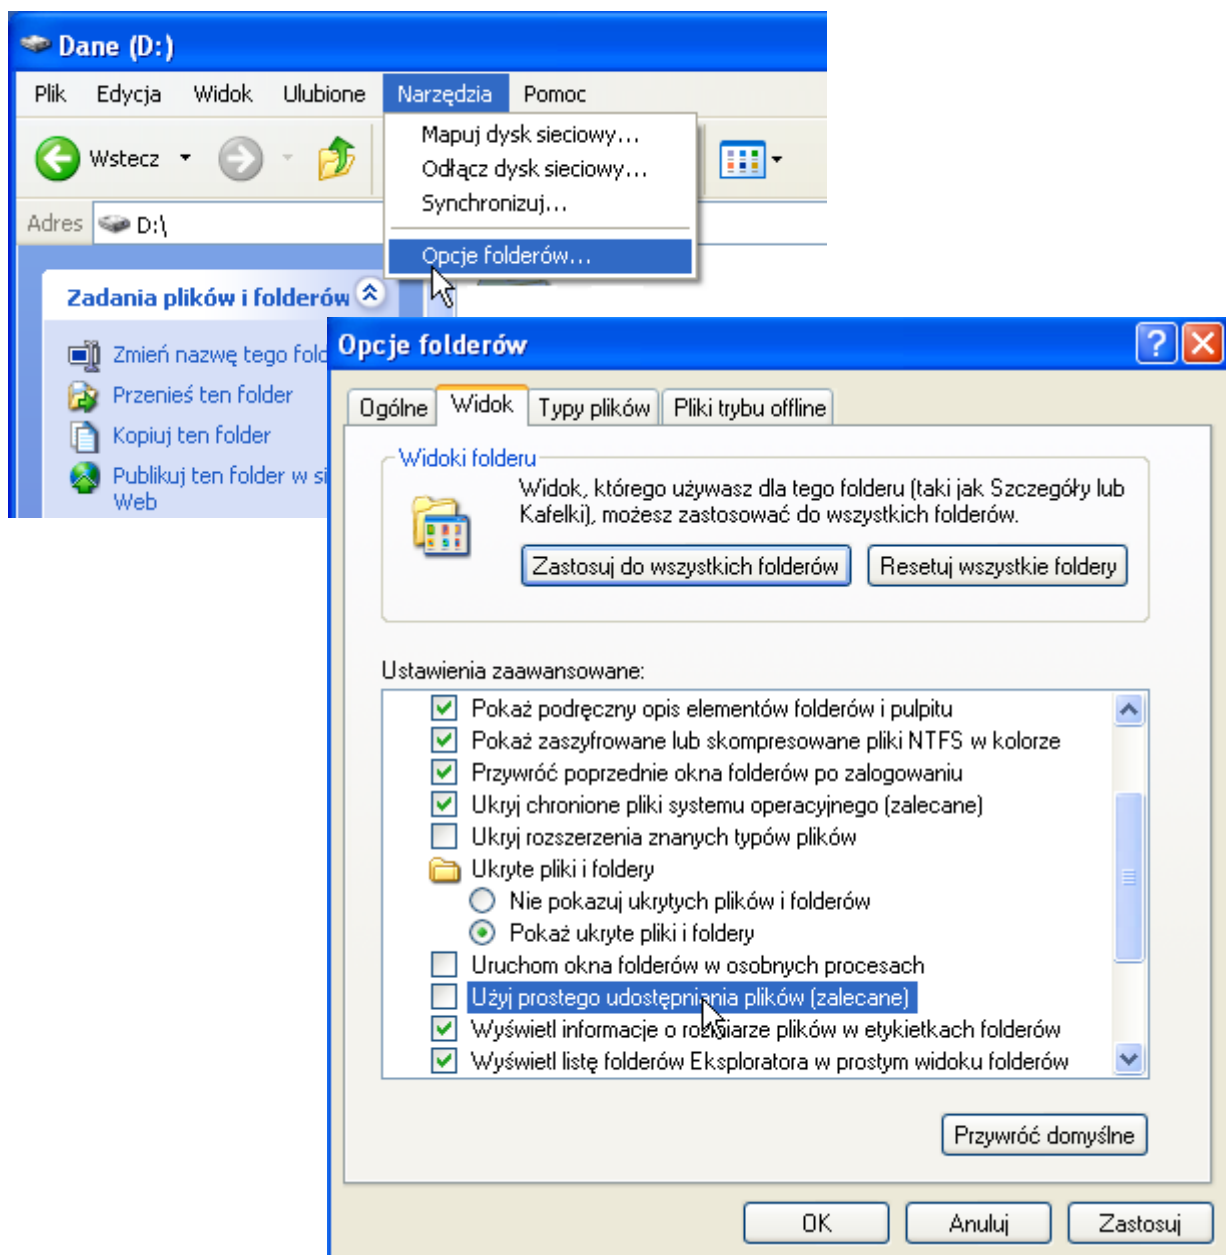 Dane (D:)
Plik Edycja Widok Ulubione Narzędzia Pomoc
Mapuj dysk sieciowy...
Odłącz dysk sieciowy...
Synchronizuj...
Opcje folderów...
Wstecz
Adres D:\
Zadania plików i folderów
Zmień nazwę tego fold
Przenieś ten folder
Kopiuj ten folder
Publikuj ten folder w si
Web
Opcje folderów
Ogólne Widok Typy plików Pliki trybu offline
Widoki folderu
Widok, którego używasz dla tego folderu (taki jak Szczegóły lub
Kafelki), możesz zastosować do wszystkich folderów.
Zastosuj do wszystkich folderów Resetuj wszystkie foldery
Ustawienia zaawansowane:
Pokaż podręczny opis elementów folderów i pulpitu
Pokaż zaszyfrowane lub skompresowane pliki NTFS w kolorze
Przywróć poprzednie okna folderów po zalogowaniu
Ukryj chronione pliki systemu operacyjnego (zalecane)
Ukryj rozszerzenia znanych typów plików
Ukryte pliki i foldery
Nie pokazuj ukrytych plików i folderów
Pokaż ukryte pliki i foldery
Uruchom okna folderów w osobnych procesach
Użyj prostego udostępniania plików (zalecane)
Wyświetl informacje o rozmiarze plików w etykietkach folderów
Wyświetl listę folderów Eksploratora w prostym widoku folderów
Przywróć domyślne
OK Anuluj Zastosuj